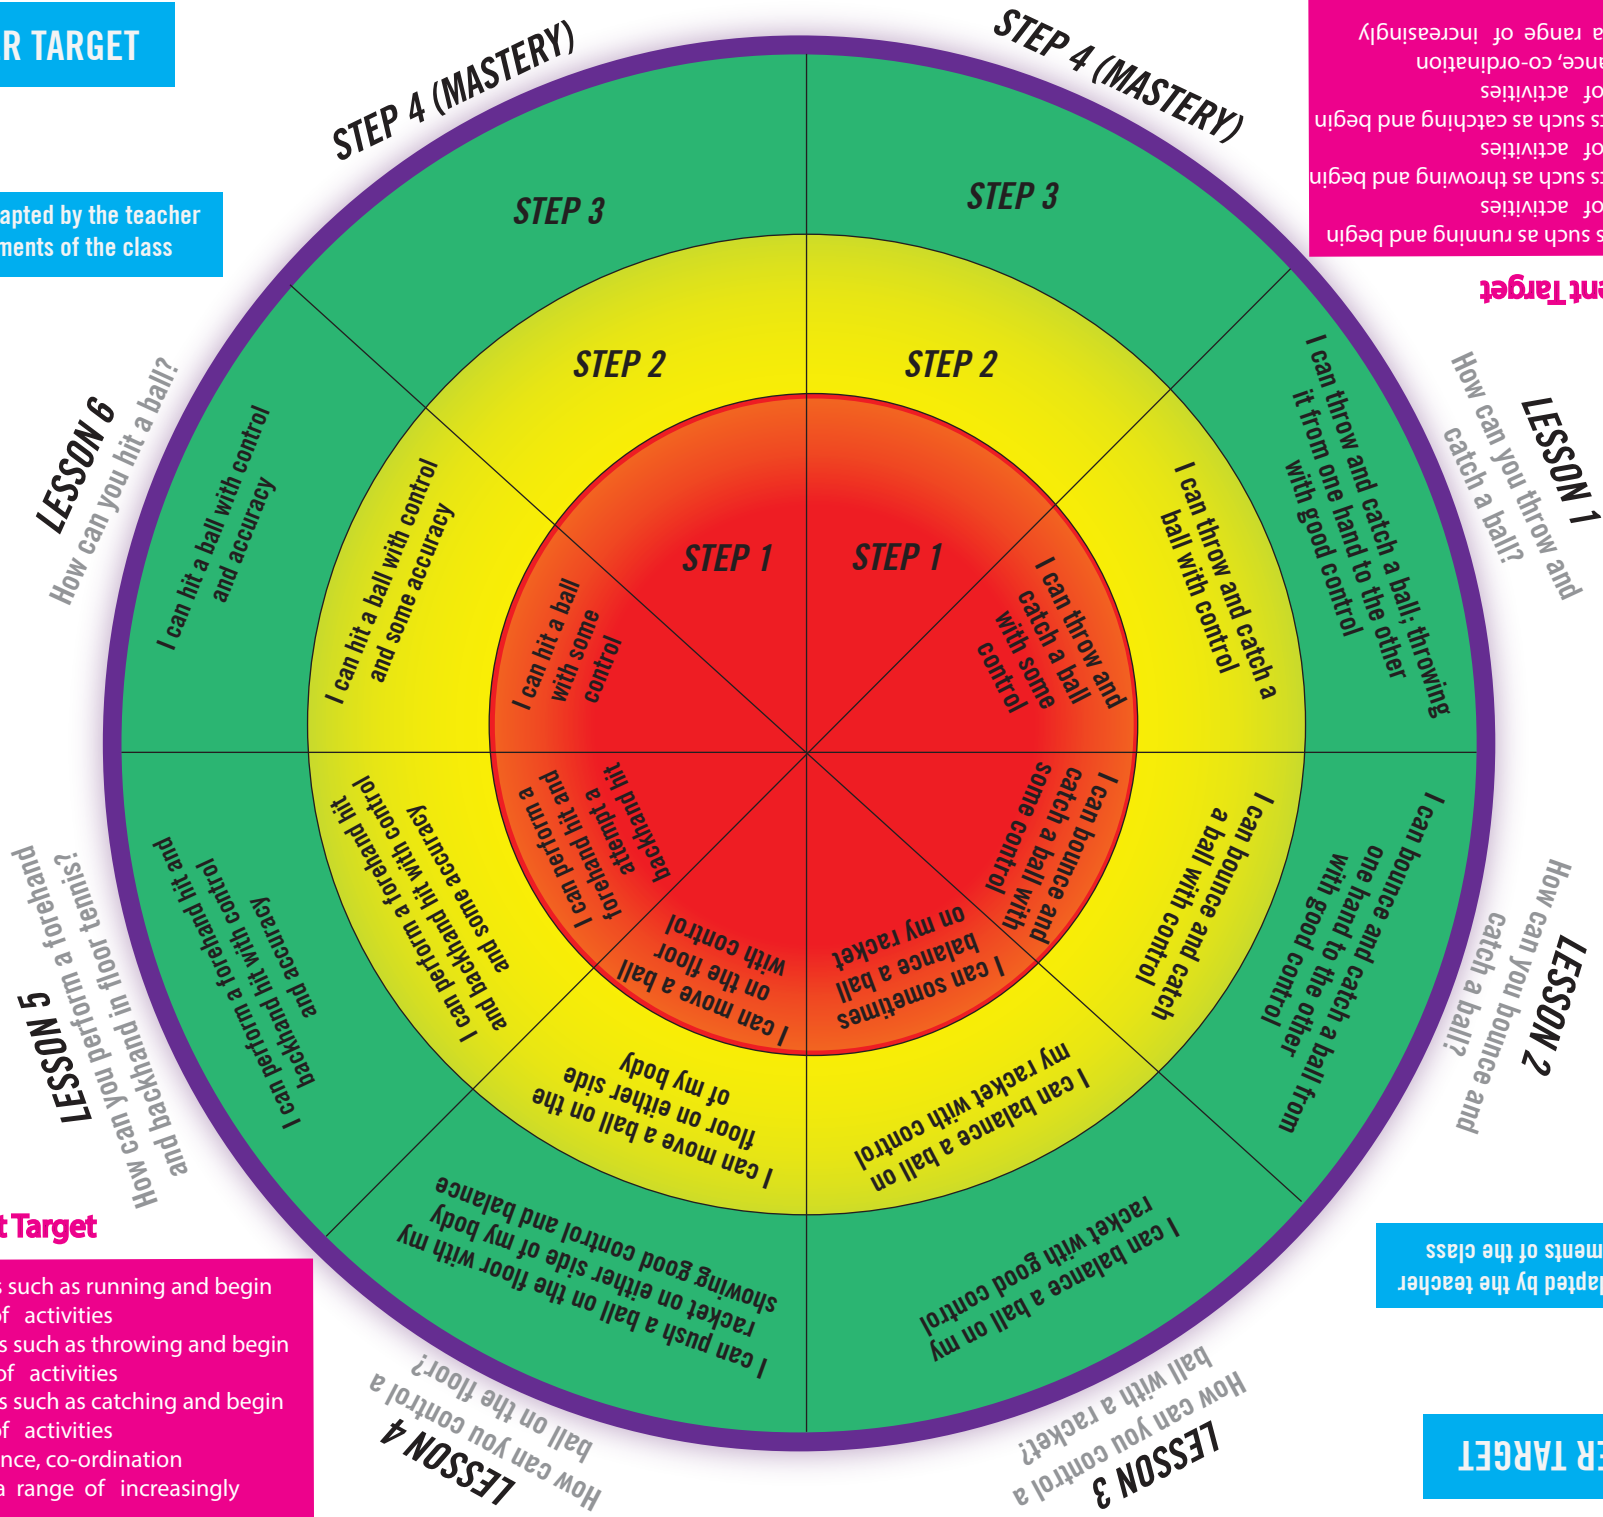 R TARGET
apted by the teacher
ments of the class
STEP 4 (MASTERY)
STEP 4 (MASTERY)
STEP 3
STEP 3
STEP 2
STEP 2
STEP 1
STEP 1
a range of increasingly
ance, co-ordination
of activities
ts such as catching and begin
of activities
ts such as throwing and begin
of activities
s such as running and begin
ent Target
LESSON 1
How can you throw and
catch a ball?
I can throw and
catch a ball
with some
control
I can throw and catch a
ball with control
I can throw and catch a ball; throwing
it from one hand to the other
with good control
LESSON 2
How can you bounce and
catch a ball?
I can bounce and
catch a ball with
some control
I can bounce and catch
a ball with control
I can bounce and catch a ball from
one hand to the other
with good control
LESSON 3
How can you control a
ball with a racket?
I can sometimes
balance a ball
on my racket
I can balance a ball on
my racket with control
I can balance a ball on my
racket with good control
LESSON 4
How can you control a
ball on the floor?
I can move a ball
on the floor
with control
I can move a ball on the
floor on either side
of my body
I can push a ball on the floor with my
racket on either side of my body
showing good control and balance
LESSON 5
How can you perform a forehand
and backhand in floor tennis?
I can perform a
forehand hit and
attempt a
backhand hit
I can perform a forehand hit
and backhand hit with control
and some accuracy
I can perform a forehand hit and
backhand hit with control
and accuracy
LESSON 6
How can you hit a ball?
I can hit a ball
with some
control
I can hit a ball with control
and some accuracy
I can hit a ball with control
and accuracy
t Target
s such as running and begin
of activities
s such as throwing and begin
of activities
s such as catching and begin
of activities
nce, co-ordination
a range of increasingly
dapted by the teacher
ments of the class
ER TARGET